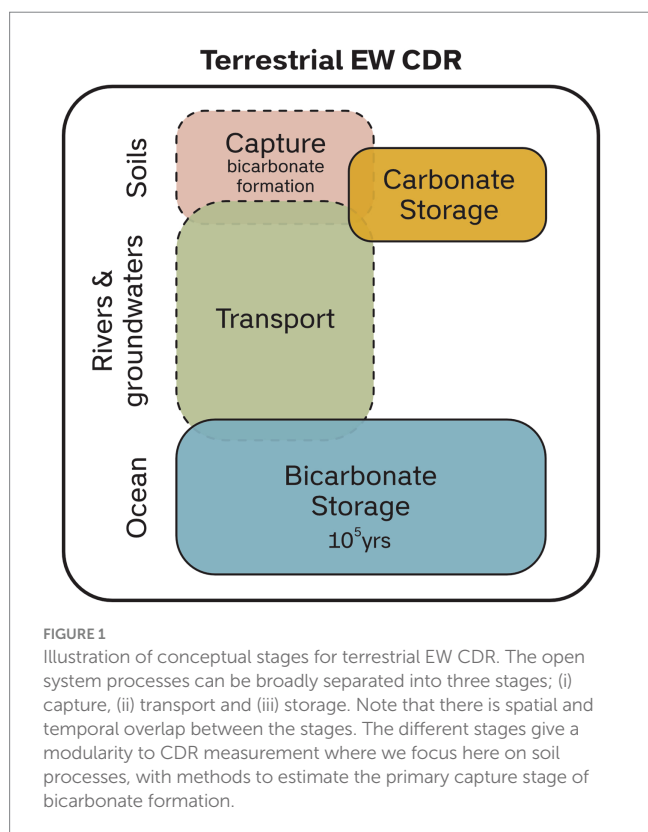 Terrestrial EW CDR
Soils
Capture
bicarbonate
formation
Carbonate
Storage
Rivers &
groundwaters
Transport
Ocean
Bicarbonate
Storage
10⁵yrs
FIGURE 1
Illustration of conceptual stages for terrestrial EW CDR. The open
system processes can be broadly separated into three stages; (i)
capture, (ii) transport and (iii) storage. Note that there is spatial and
temporal overlap between the stages. The different stages give a
modularity to CDR measurement where we focus here on soil
processes, with methods to estimate the primary capture stage of
bicarbonate formation.